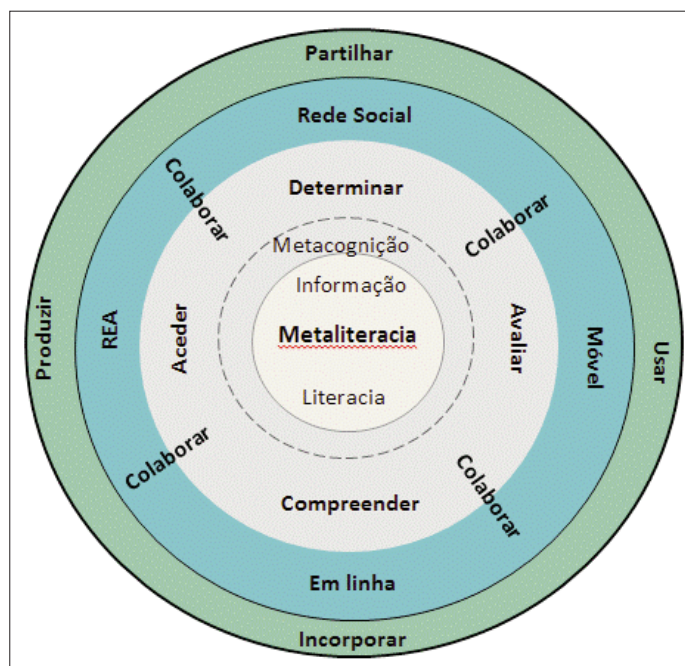 Partilhar
Rede Social
Colaborar
Colaborar
Determinar
Metacognição
Informação
Metaliteracia
Literacia
Produzir
REA
Aceder
Avaliar
Móvel
Usar
Colaborar
Colaborar
Compreender
Em linha
Incorporar